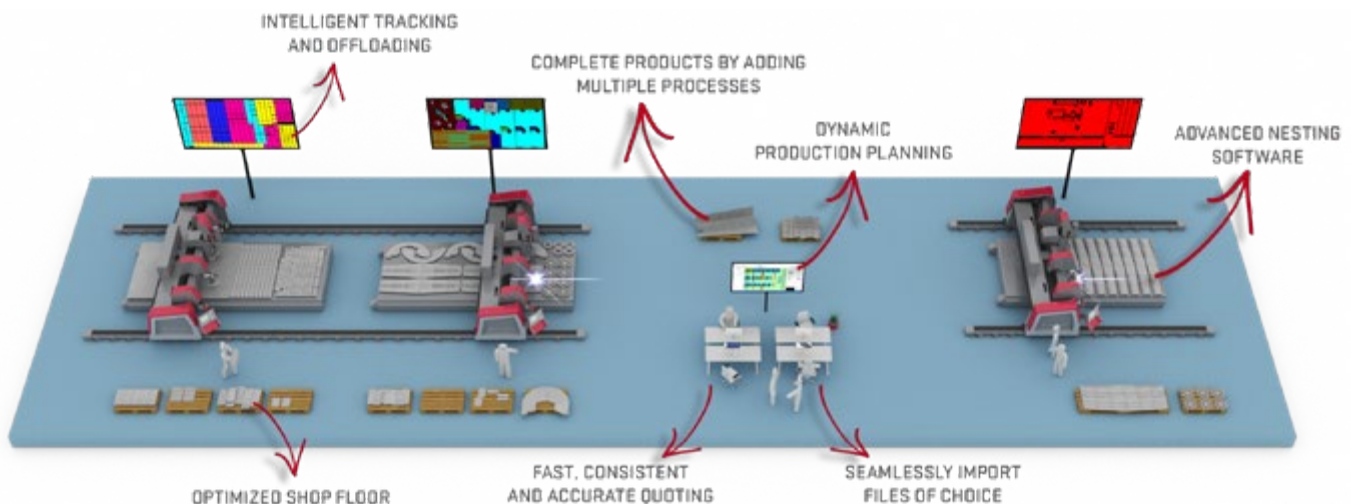 INTELLIGENT TRACKING
AND OFFLOADING
COMPLETE PRODUCTS BY ADDING
MULTIPLE PROCESSES
DYNAMIC
PRODUCTION PLANNING
ADVANCED NESTING
SOFTWARE
OPTIMIZED SHOP FLOOR
FAST, CONSISTENT
AND ACCURATE QUOTING
SEAMLESSLY IMPORT
FILES OF CHOICE